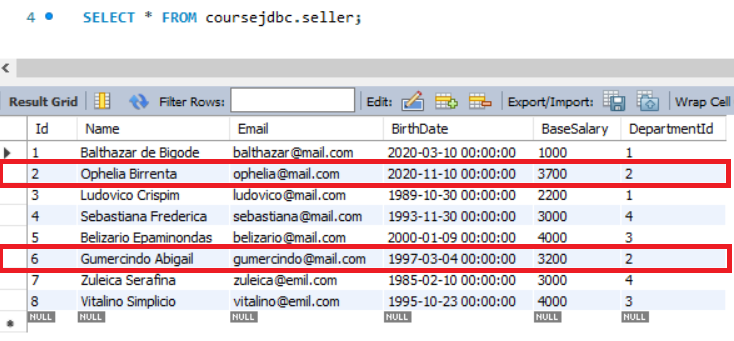 4 SELECT * FROM coursejdbc.seller;
Result Grid Filter Rows: Edit: Export/Import: Wrap Cell
Id Name Email BirthDate BaseSalary DepartmentId
1 Balthazar de Bigode balthazar@mail.com 2020-03-10 00:00:00 1000 1
2 Ophelia Birrenta ophelia@mail.com 2020-11-10 00:00:00 3700 2
3 Ludovico Crispim ludovico@mail.com 1989-10-30 00:00:00 2200 1
4 Sebastiana Frederica sebastiana@mail.com 1993-11-30 00:00:00 3000 4
5 Belizario Epaminondas belizario@mail.com 2000-01-09 00:00:00 4000 3
6 Gumercindo Abigail gumercindo@mail.com 1997-03-04 00:00:00 3200 2
7 Zuleica Serafina zuleica@emil.com 1985-02-10 00:00:00 3000 4
8 Vitalino Simplicio vitalino@emil.com 1995-10-23 00:00:00 4000 3
NULL NULL NULL NULL NULL NULL